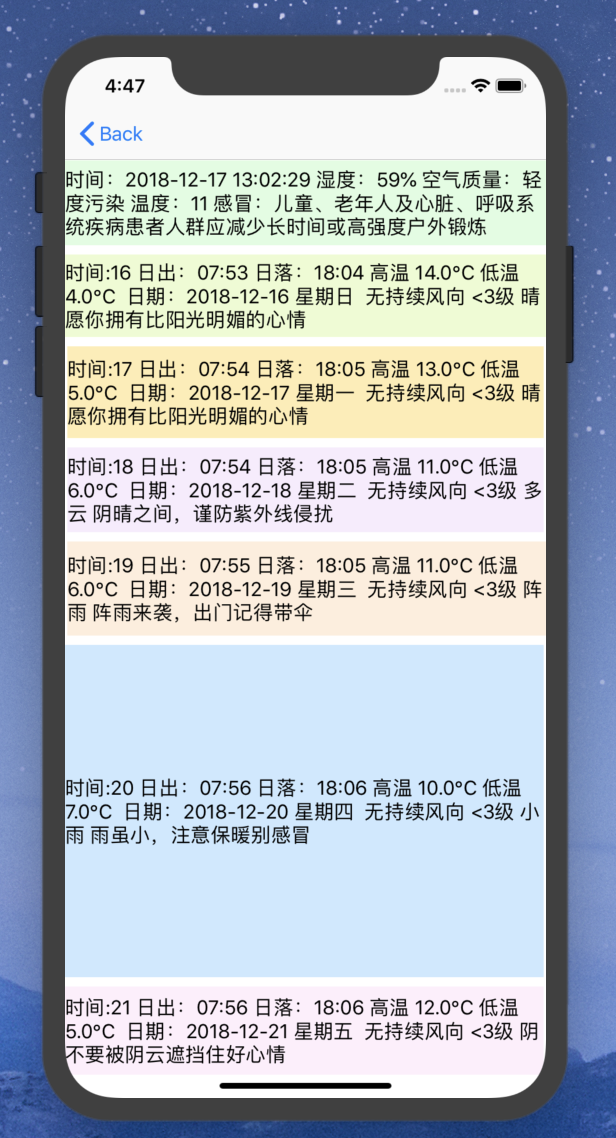 4:47
Back
时间：2018-12-17 13:02:29 湿度：59% 空气质量：轻
度污染 温度：11 感冒：儿童、老年人及心脏、呼吸系
统疾病患者人群应减少长时间或高强度户外锻炼
时间:16 日出：07:53 日落：18:04 高温 14.0°C 低温
4.0°C 日期：2018-12-16 星期日 无持续风向 <3级 晴
愿你拥有比阳光明媚的心情
时间:17 日出：07:54 日落：18:05 高温 13.0°C 低温
5.0°C 日期：2018-12-17 星期一 无持续风向 <3级 晴
愿你拥有比阳光明媚的心情
时间:18 日出：07:54 日落：18:05 高温 11.0°C 低温
6.0°C 日期：2018-12-18 星期二 无持续风向 <3级 多
云 阴晴之间，谨防紫外线侵扰
时间:19 日出：07:55 日落：18:05 高温 11.0°C 低温
6.0°C 日期：2018-12-19 星期三 无持续风向 <3级 阵
雨 阵雨来袭，出门记得带伞
时间:20 日出：07:56 日落：18:06 高温 10.0°C 低温
7.0°C 日期：2018-12-20 星期四 无持续风向 <3级 小
雨 雨虽小，注意保暖别感冒
时间:21 日出：07:56 日落：18:06 高温 12.0°C 低温
5.0°C 日期：2018-12-21 星期五 无持续风向 <3级 阴
不要被阴云遮挡住好心情